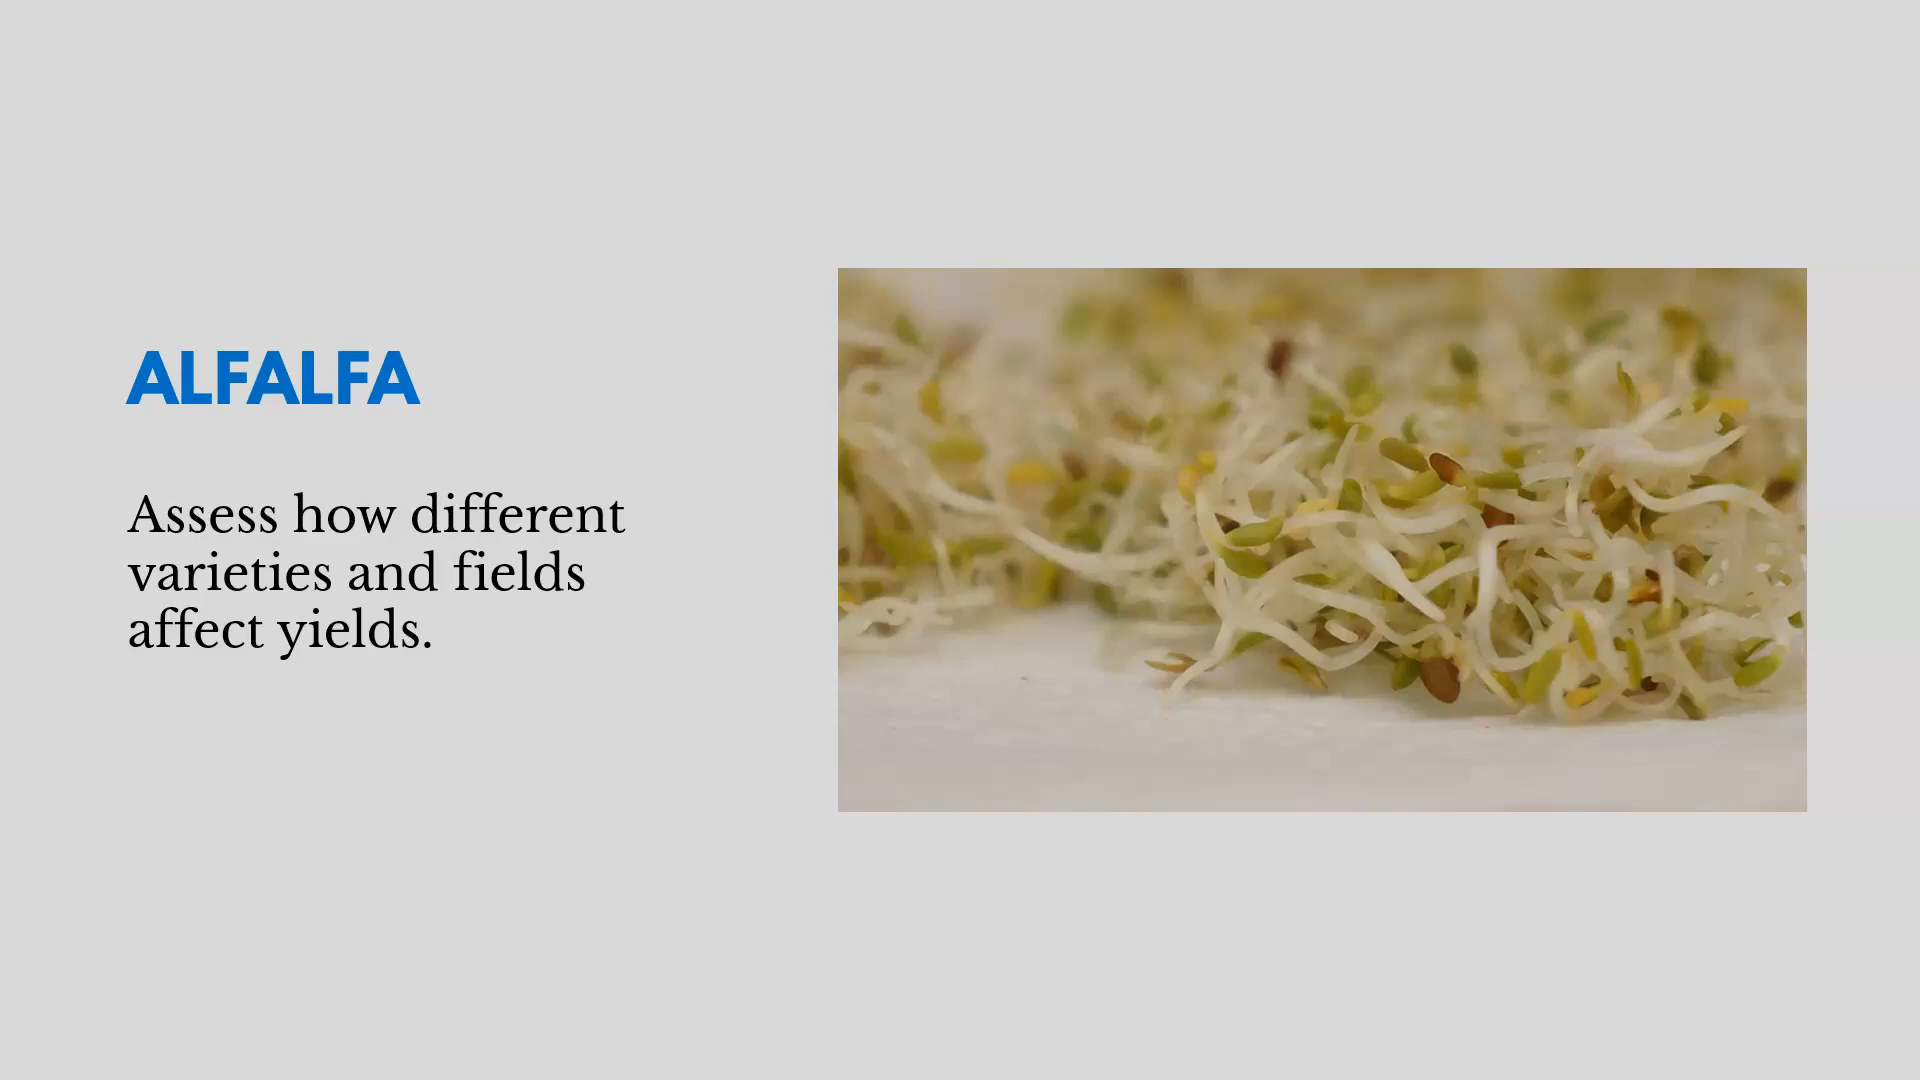 ALFALFA
Assess how different
varieties and fields
affect yields.